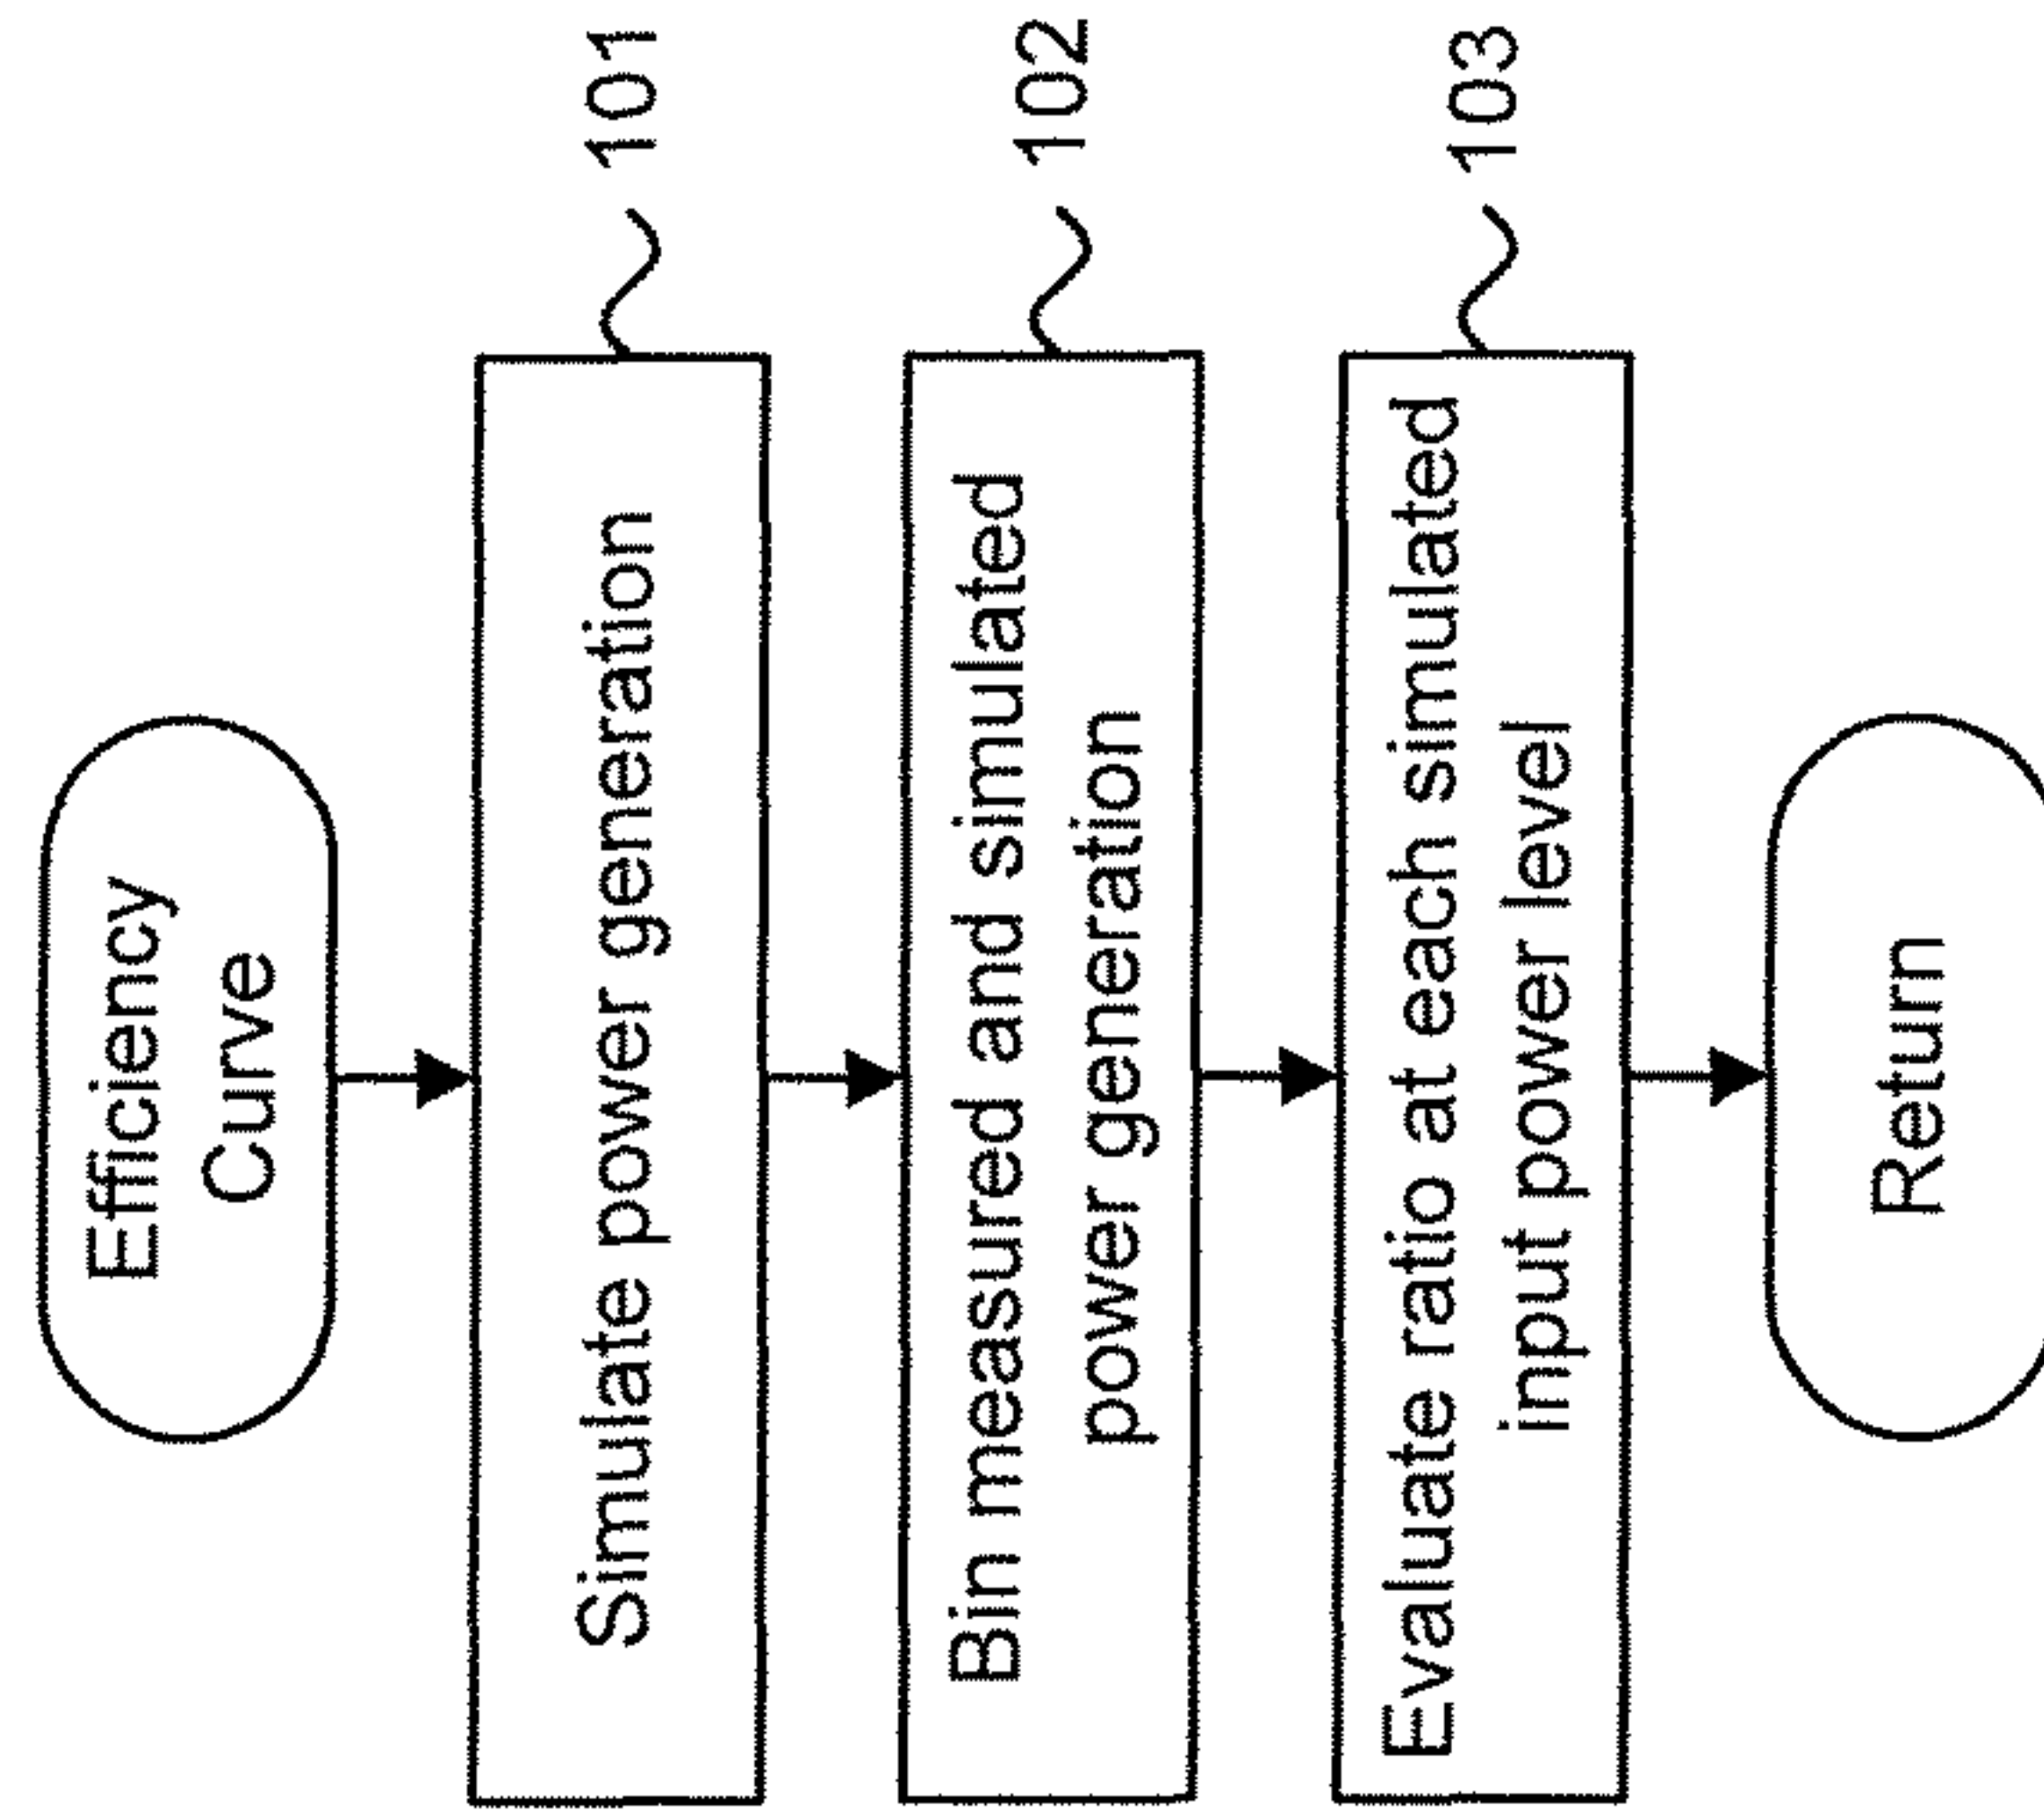 Efficiency
Curve
Simulate power generation
101
Bin measured and simulated
power generation
102
Evaluate ratio at each simulated
input power level
103
Return